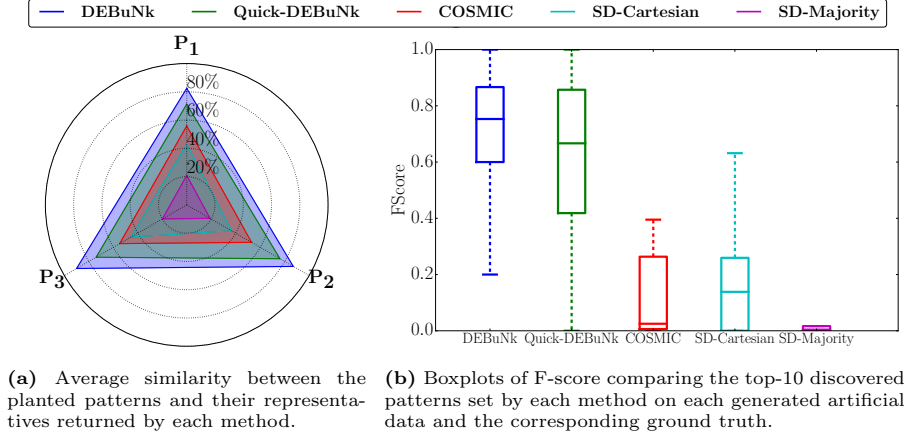 DEBuNk Quick-DEBuNk COSMIC SD-Cartesian SD-Majority
P1
80%
60%
40%
20%
P3
P2
1.0
0.8
0.6
0.4
0.2
0.0
FScore
DEBuNk Quick-DEBuNk COSMIC SD-Cartesian SD-Majority
(a) Average similarity between the
planted patterns and their representa-
tives returned by each method.
(b) Boxplots of F-score comparing the top-10 discovered
patterns set by each method on each generated artificial
data and the corresponding ground truth.